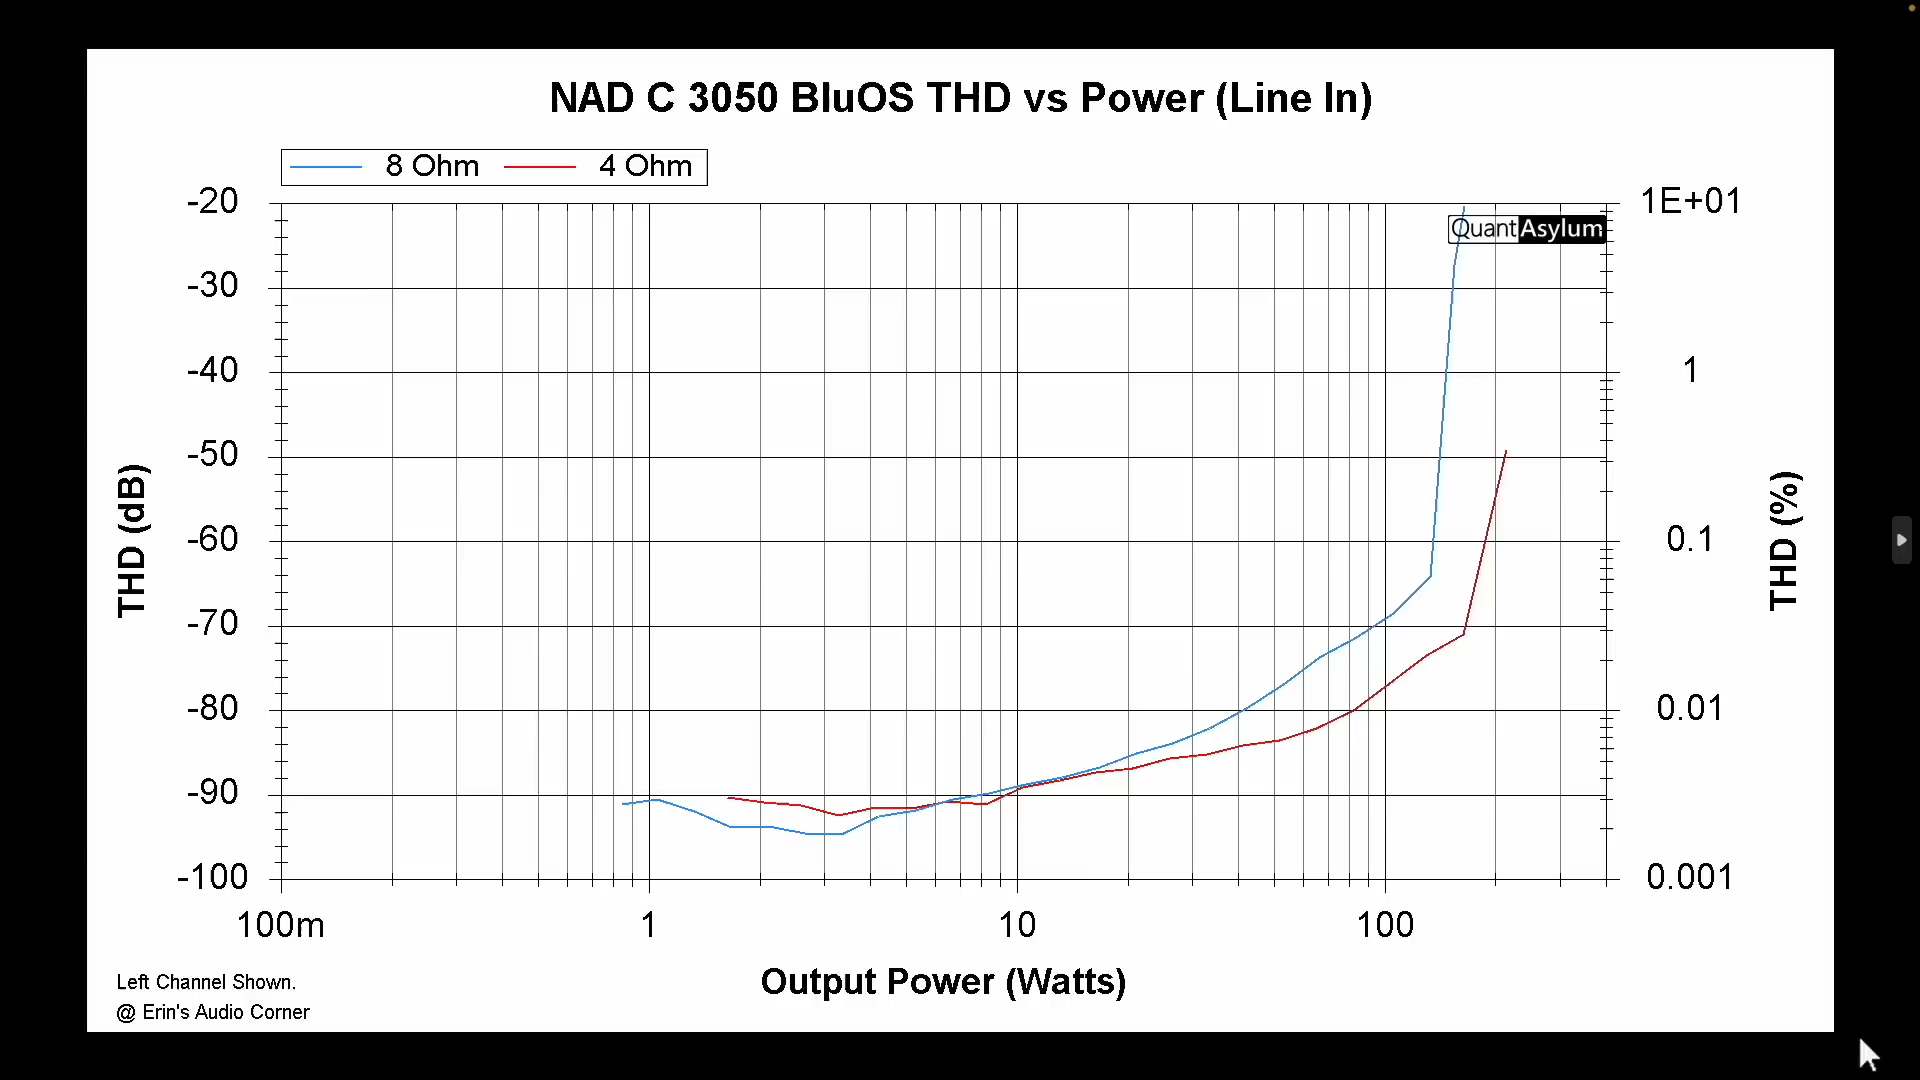 NAD C 3050 BluOS THD vs Power (Line In)
8 Ohm 4 Ohm
-20
-30
-40
-50
-60
-70
-80
-90
-100
THD (dB)
QuantAsylum
1E+01
1
0.1
0.01
0.001
THD (%)
100m 1 10 100
Output Power (Watts)
Left Channel Shown.
@ Erin's Audio Corner